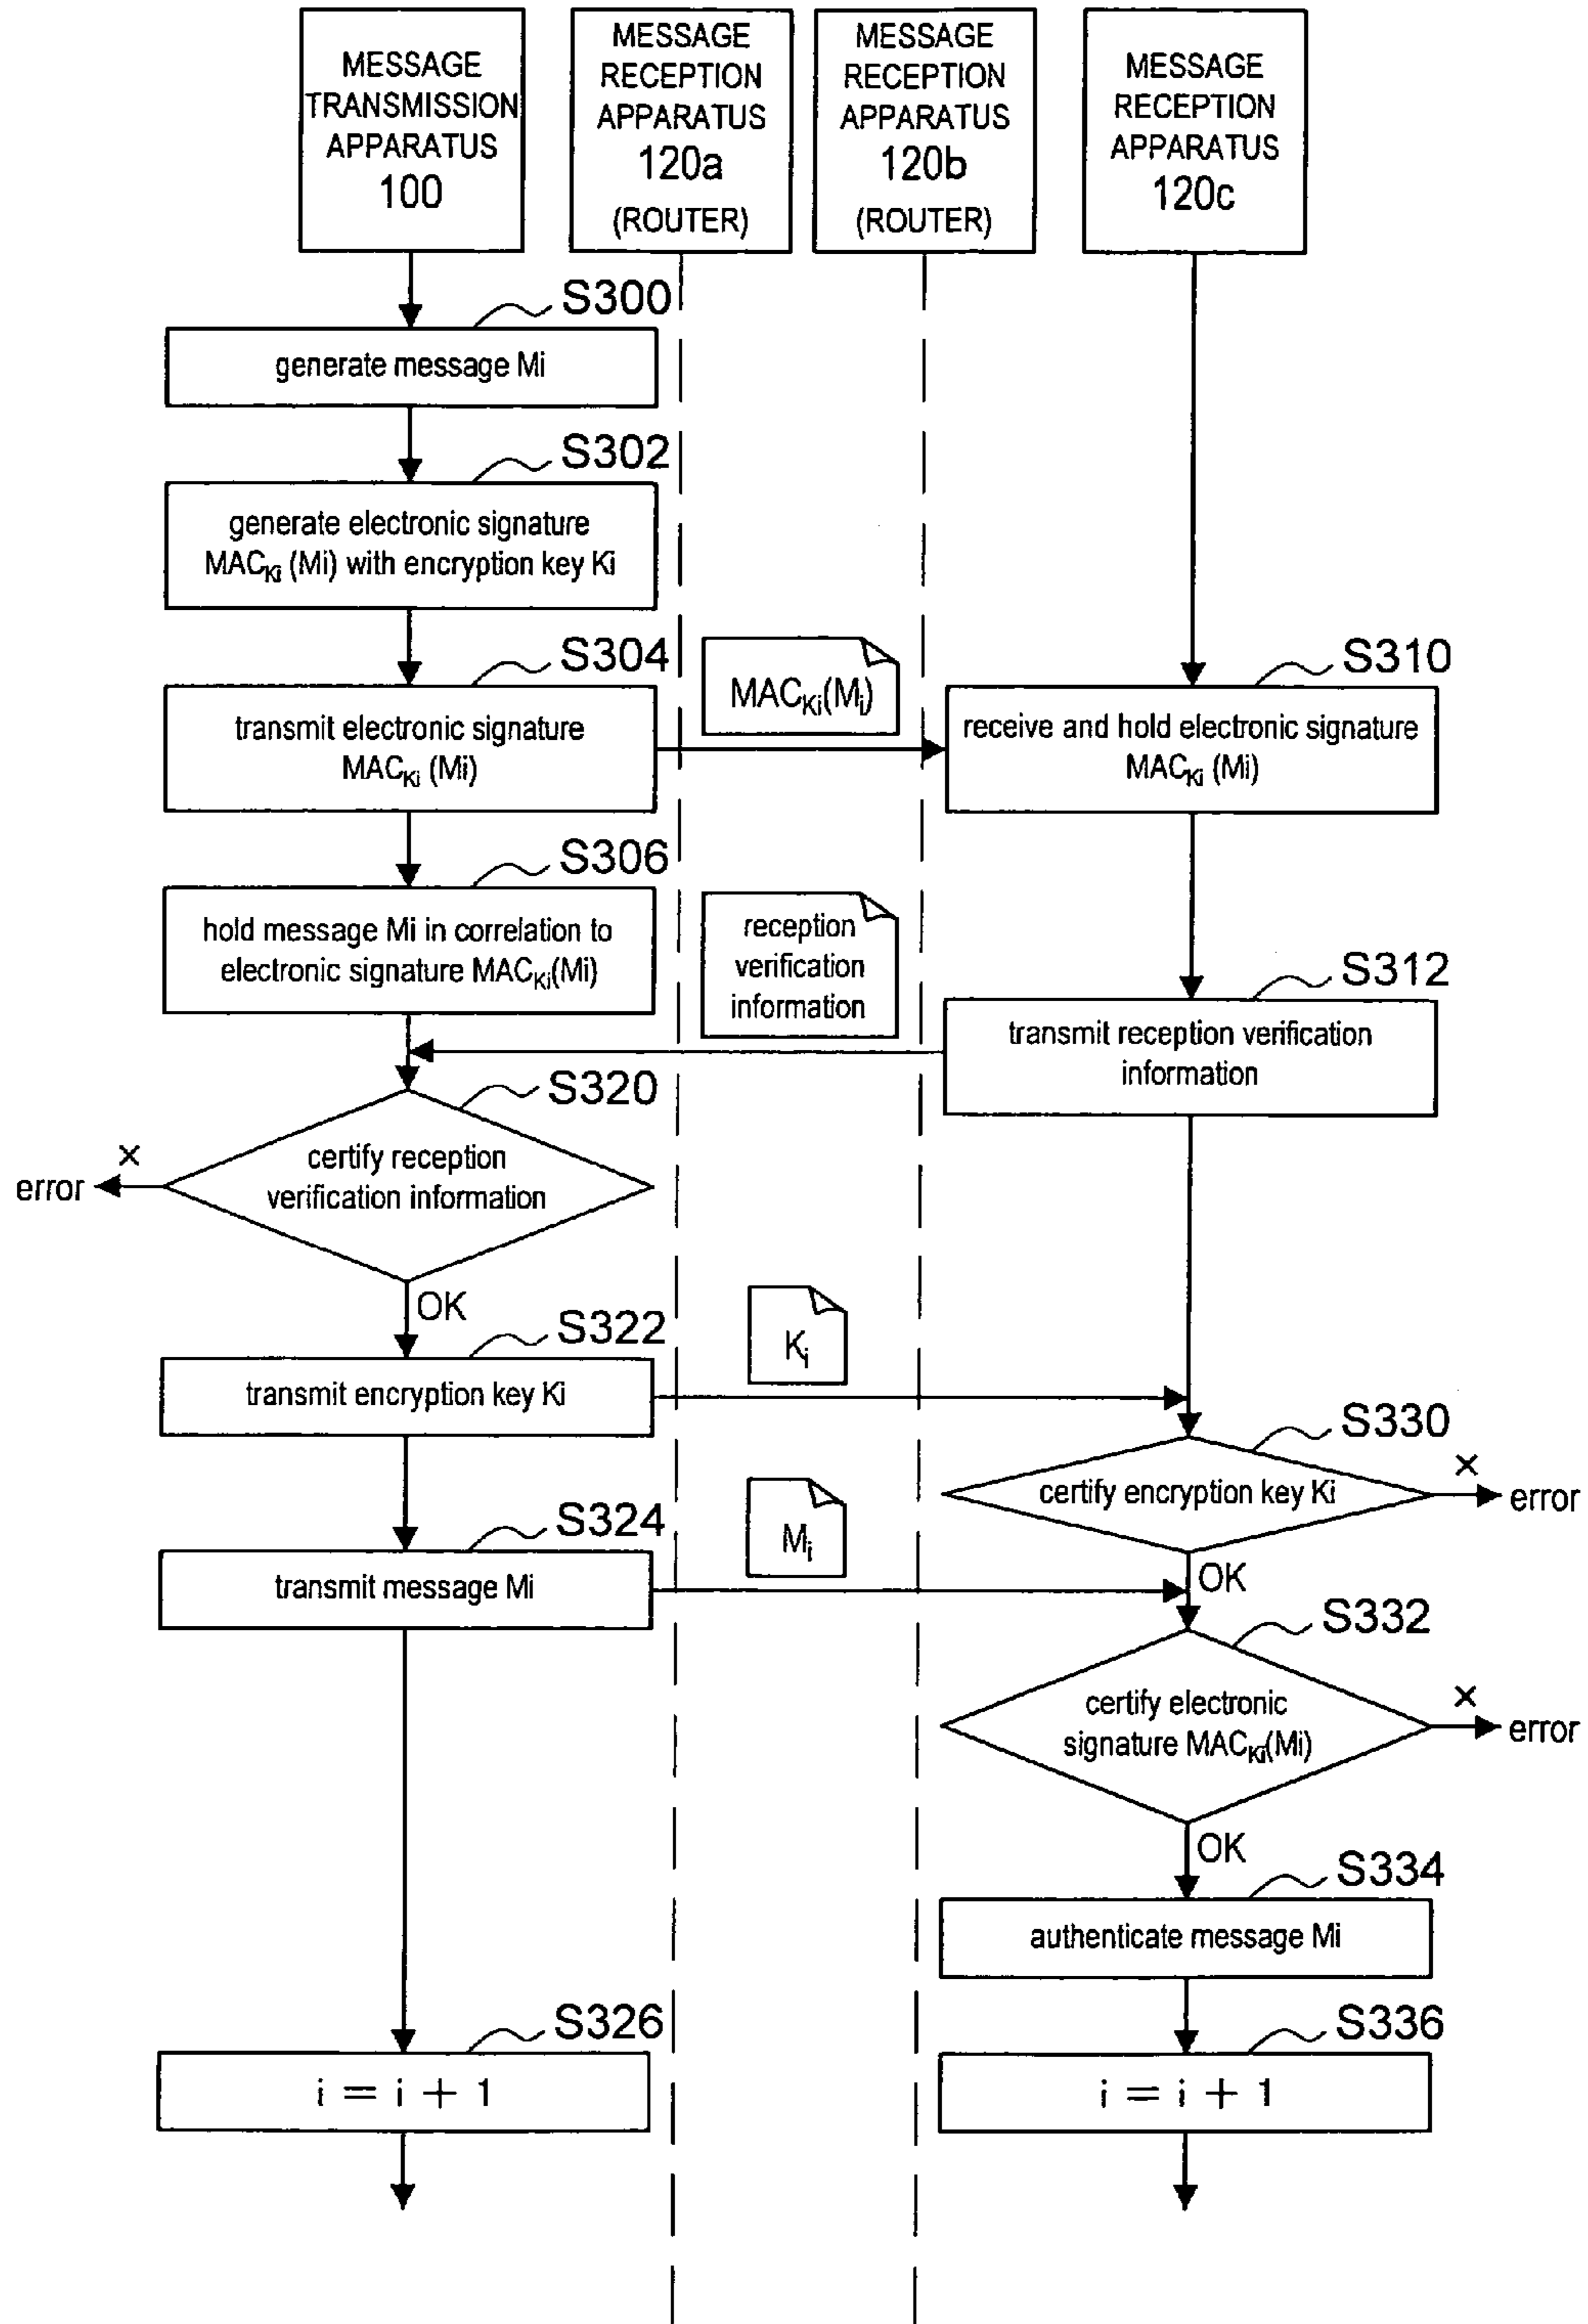 MESSAGE
TRANSMISSION
APPARATUS
100
MESSAGE
RECEPTION
APPARATUS
120a
(ROUTER)
MESSAGE
RECEPTION
APPARATUS
120b
(ROUTER)
MESSAGE
RECEPTION
APPARATUS
120c
S300
generate message Mi
S302
generate electronic signature
MACKi (Mi) with encryption key Ki
S304
transmit electronic signature
MACKi (Mi)
MACKi(Mi)
S310
receive and hold electronic signature
MACKi (Mi)
S306
hold message Mi in correlation to
electronic signature MACKi(Mi)
reception
verification
information
S312
transmit reception verification
information
S320
certify reception
verification information
×
error
OK
S322
transmit encryption key Ki
Ki
S330
certify encryption key Ki
×
error
OK
S324
transmit message Mi
Mi
S332
certify electronic
signature MACKi(Mi)
×
error
OK
S334
authenticate message Mi
S326
i = i + 1
S336
i = i + 1